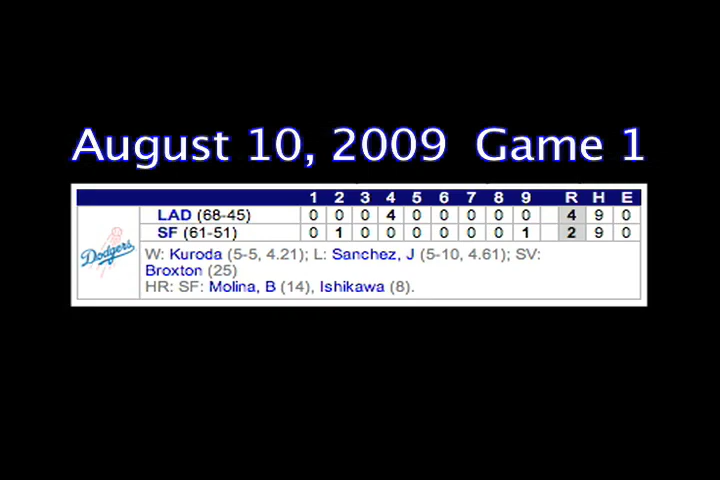 August 10, 2009 Game 1
1 2 3 4 5 6 7 8 9 R H E
LAD (68-45) 0 0 0 4 0 0 0 0 0 4 9 0
SF (61-51) 0 1 0 0 0 0 0 0 1 2 9 0
Dodgers
W: Kuroda (5-5, 4.21); L: Sanchez, J (5-10, 4.61); SV:
Broxton (25)
HR: SF: Molina, B (14), Ishikawa (8).